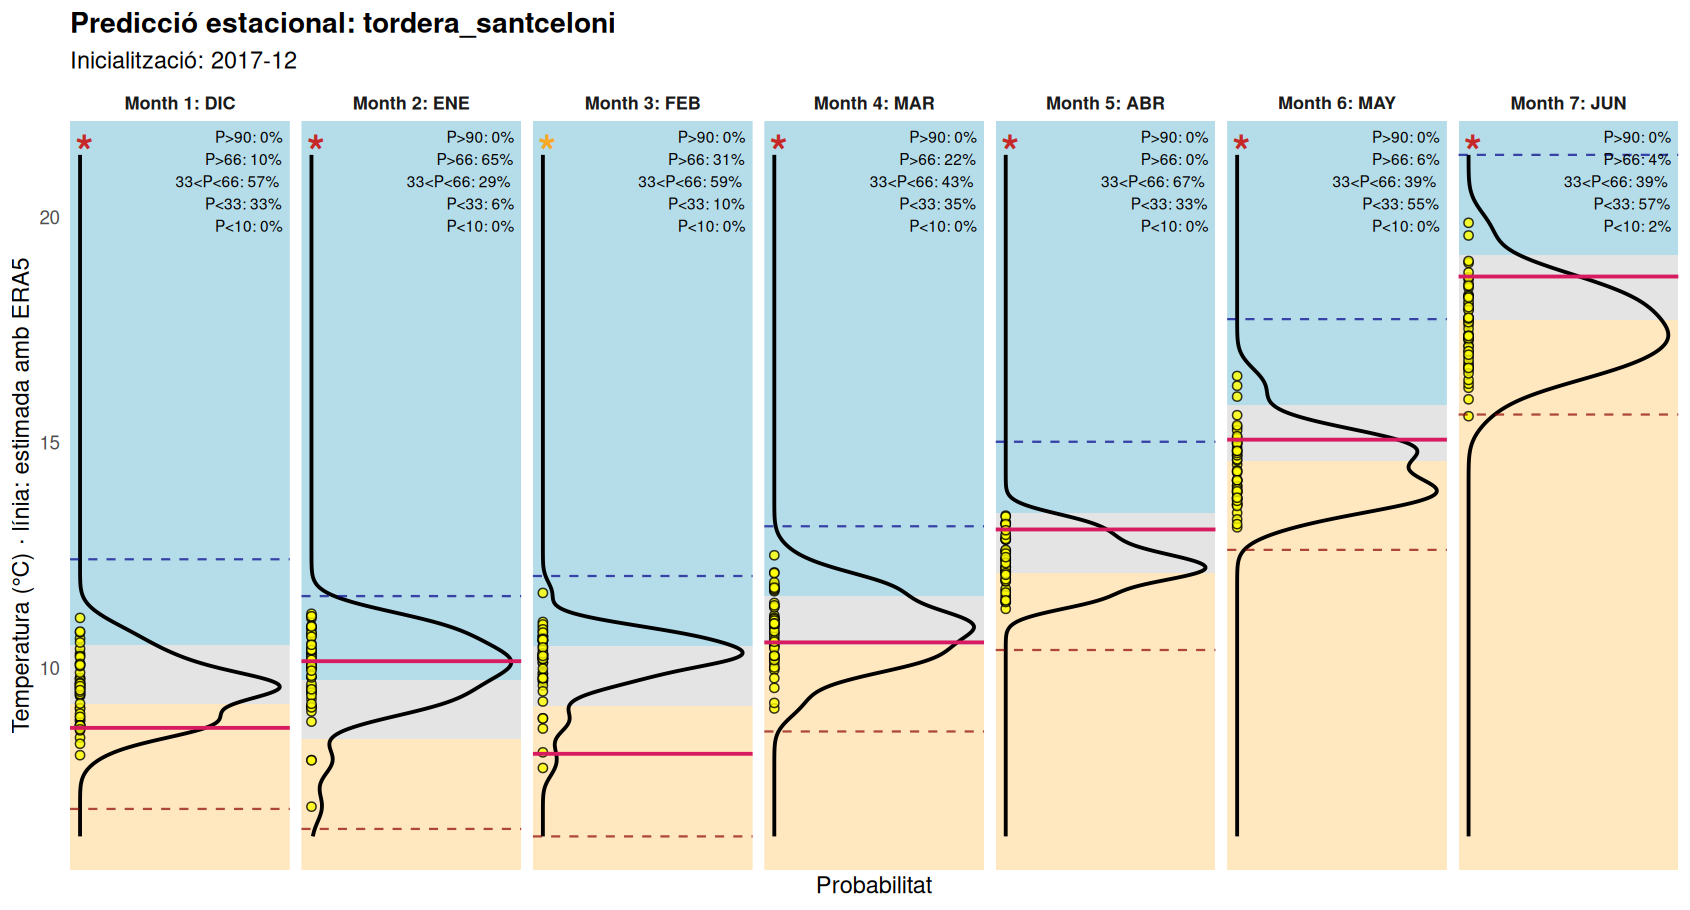 Predicció estacional: tordera_santceloni
Inicialització: 2017-12
Month 1: DIC
Month 2: ENE
Month 3: FEB
Month 4: MAR
Month 5: ABR
Month 6: MAY
Month 7: JUN
*
P>90: 0%
P>66: 10%
33<P<66: 57%
P<33: 33%
P<10: 0%
*
P>90: 0%
P>66: 65%
33<P<66: 29%
P<33: 6%
P<10: 0%
*
P>90: 0%
P>66: 31%
33<P<66: 59%
P<33: 10%
P<10: 0%
*
P>90: 0%
P>66: 22%
33<P<66: 43%
P<33: 35%
P<10: 0%
*
P>90: 0%
P>66: 0%
33<P<66: 67%
P<33: 33%
P<10: 0%
*
P>90: 0%
P>66: 6%
33<P<66: 39%
P<33: 55%
P<10: 0%
*
P>90: 0%
P>66: 4%
33<P<66: 39%
P<33: 57%
P<10: 2%
20
15
10
Temperatura (°C) · línia: estimada amb ERA5
Probabilitat